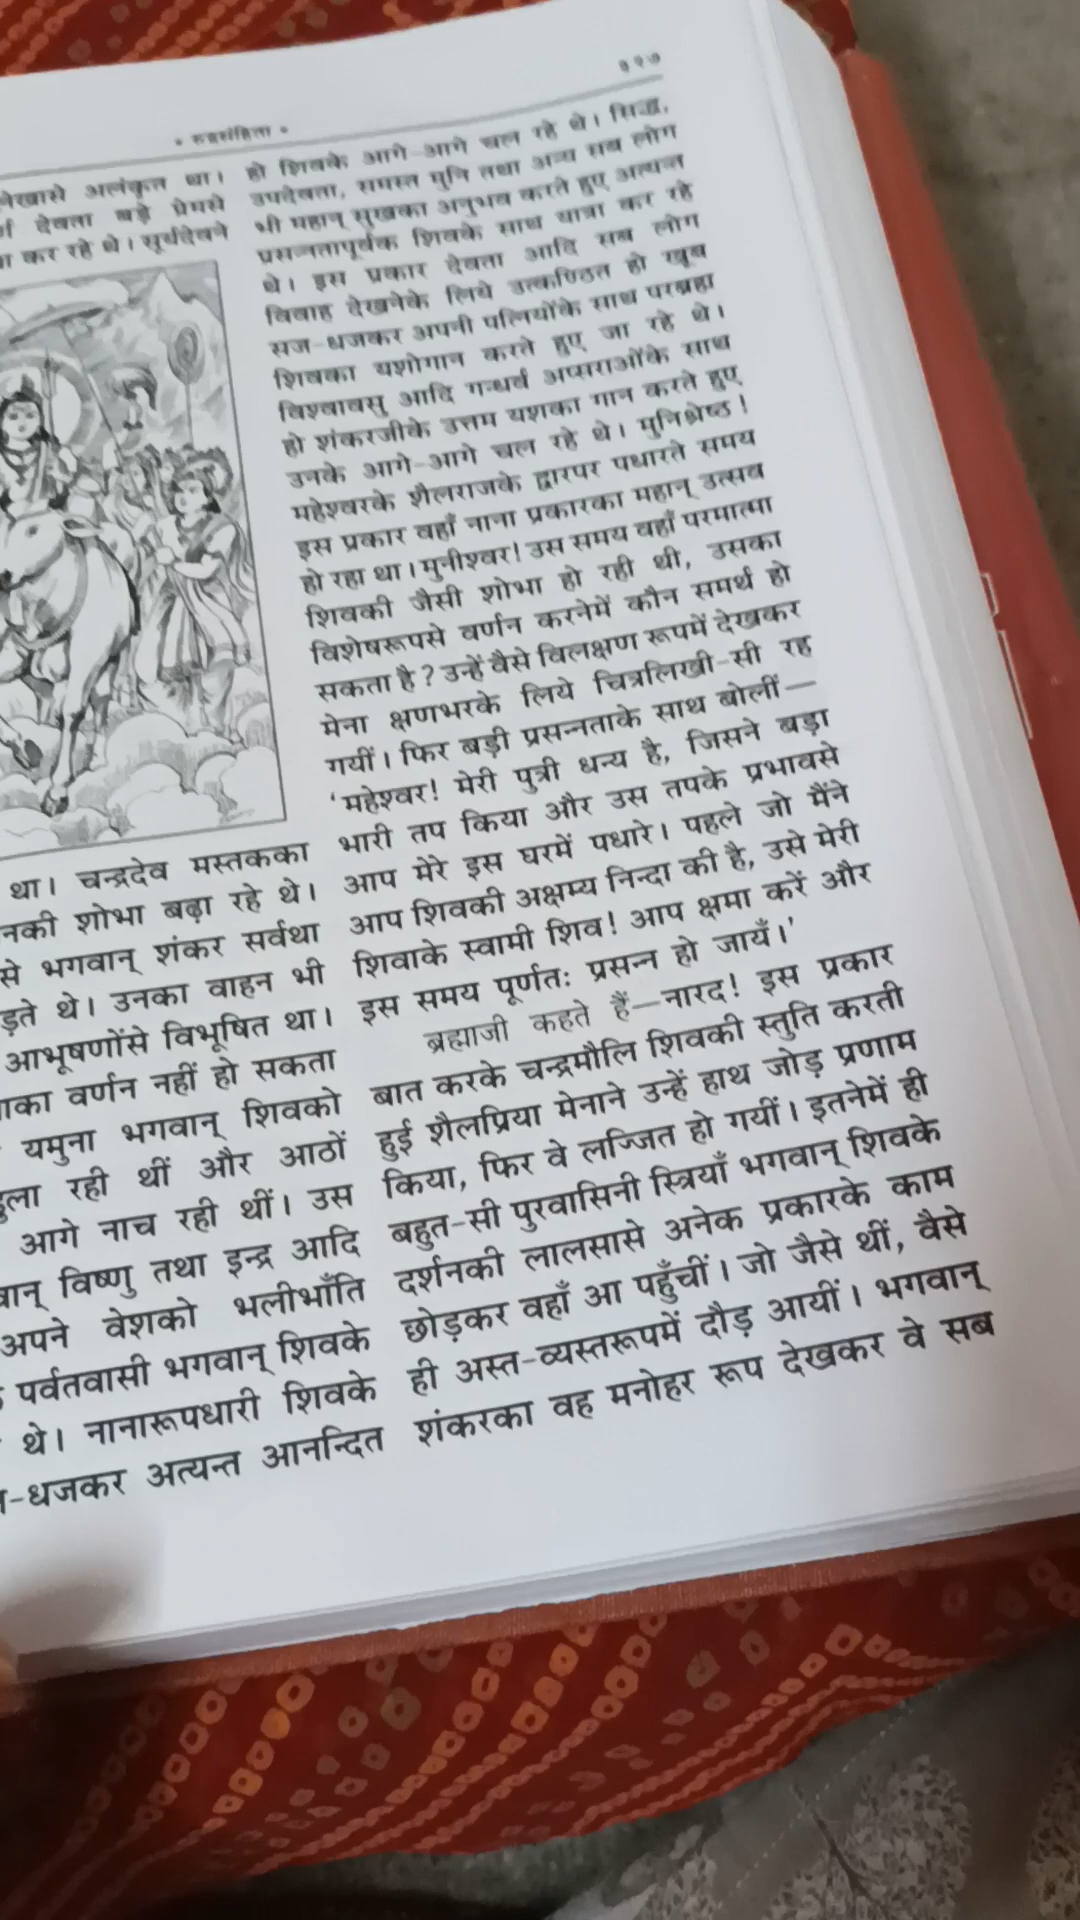 * रुद्रसंहिता *
३२७
अलंकृत था।
देवता बड़े प्रेमसे
कर रहे थे। सूर्यदेवने
था। चन्द्रदेव मस्तकका
शोभा बढ़ा रहे थे।
से भगवान् शंकर सर्वथा
थे। उनका वाहन भी
आभूषणोंसे विभूषित था।
वर्णन नहीं हो सकता
यमुना भगवान् शिवको
रही थीं और आठों
आगे नाच रही थीं। उस
विष्णु तथा इन्द्र आदि
अपने वेशको भलीभाँति
पर्वतवासी भगवान् शिवके
थे। नानारूपधारी शिवके
-धजकर अत्यन्त आनन्दित
हो शिवके आगे-आगे चल रहे थे। सिद्ध,
उपदेवता, समस्त मुनि तथा अन्य सब लोग
भी महान् सुखका अनुभव करते हुए अत्यन्त
प्रसन्नतापूर्वक शिवके साथ यात्रा कर रहे
थे। इस प्रकार देवता आदि सब लोग
विवाह देखनेके लिये उत्कण्ठित हो खूब
सज-धजकर अपनी पत्नियोंके साथ परब्रह्म
शिवका यशोगान करते हुए जा रहे थे।
विश्वावसु आदि गन्धर्व अप्सराओंके साथ
हो शंकरजीके उत्तम यशका गान करते हुए
उनके आगे-आगे चल रहे थे। मुनिश्रेष्ठ!
महेश्वरके शैलराजके द्वारपर पधारते समय
इस प्रकार वहाँ नाना प्रकारका महान् उत्सव
हो रहा था। मुनीश्वर! उस समय वहाँ परमात्मा
शिवकी जैसी शोभा हो रही थी, उसका
विशेषरूपसे वर्णन करनेमें कौन समर्थ हो
सकता है? उन्हें वैसे विलक्षण रूपमें देखकर
मेना क्षणभरके लिये चित्रलिखी-सी रह
गयीं। फिर बड़ी प्रसन्नताके साथ बोलीं—
'महेश्वर! मेरी पुत्री धन्य है, जिसने बड़ा
भारी तप किया और उस तपके प्रभावसे
आप मेरे इस घरमें पधारे। पहले जो मैंने
आप शिवकी अक्षम्य निन्दा की है, उसे मेरी
शिवाके स्वामी शिव! आप क्षमा करें और
इस समय पूर्णतः प्रसन्न हो जायँ।'
ब्रह्माजी कहते हैं—नारद! इस प्रकार
बात करके चन्द्रमौलि शिवकी स्तुति करती
हुई शैलप्रिया मेनाने उन्हें हाथ जोड़ प्रणाम
किया, फिर वे लज्जित हो गयीं। इतनेमें ही
बहुत-सी पुरवासिनी स्त्रियाँ भगवान् शिवके
दर्शनकी लालसासे अनेक प्रकारके काम
छोड़कर वहाँ आ पहुँचीं। जो जैसे थीं, वैसे
ही अस्त-व्यस्तरूपमें दौड़ आयीं। भगवान्
शंकरका वह मनोहर रूप देखकर वे सब